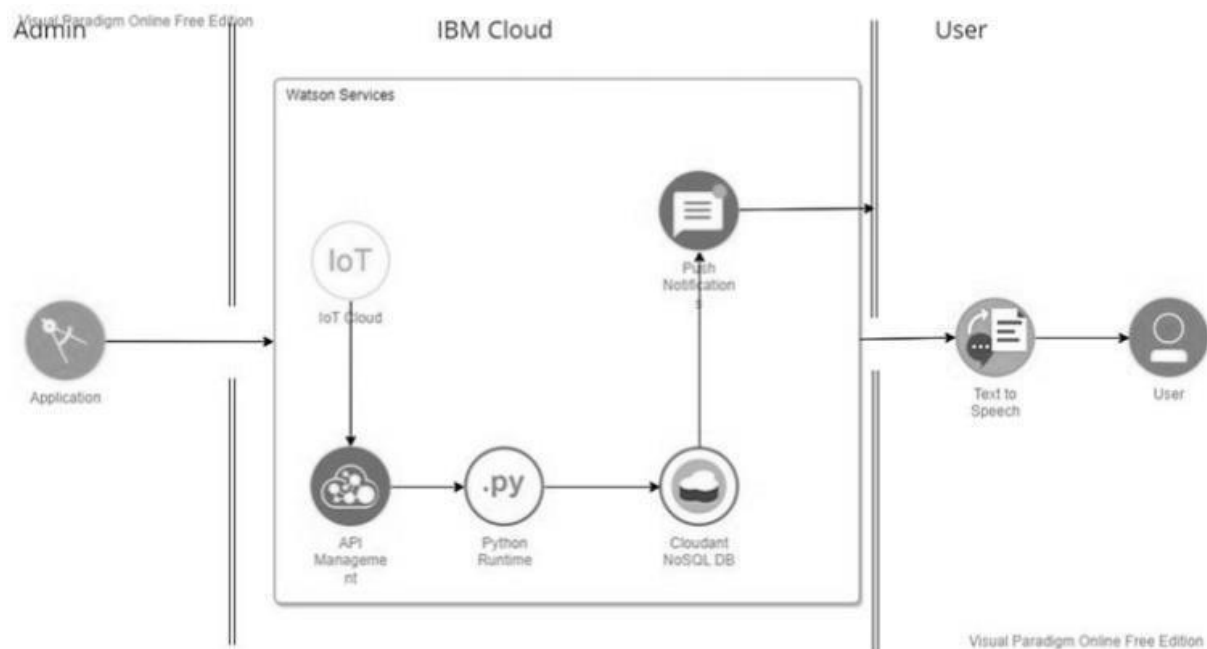 Visual Paradigm Online Free Edition
Admin
IBM Cloud
User
Watson Services
IoT
IoT Cloud
Push
Notification
s
Application
Text to
Speech
User
.py
API
Manageme
nt
Python
Runtime
Cloudant
NoSQL DB
Visual Paradigm Online Free Edition